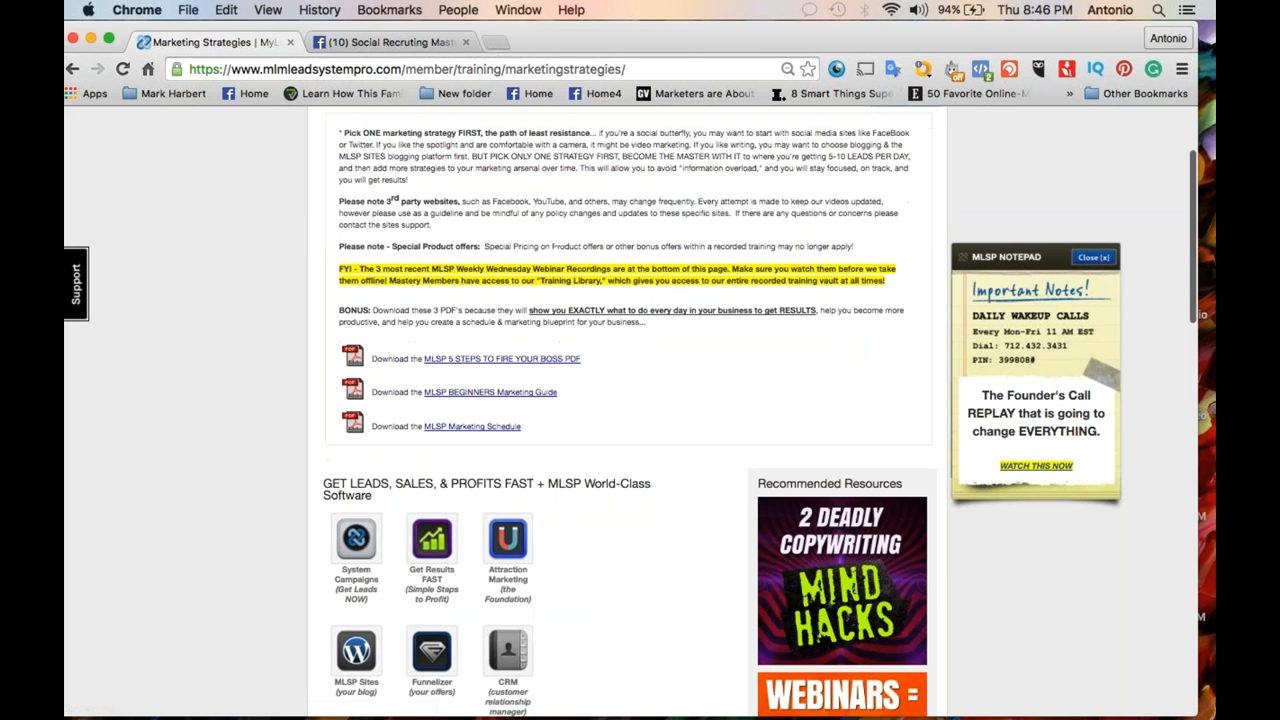 Chrome File Edit View History Bookmarks People Window Help 94% Thu 8:46 PM Antonio
Marketing Strategies | MyL × (10) Social Recruting Mast × Antonio
https://www.mlmleadsystempro.com/member/training/marketingstrategies/
Apps Mark Harbert Home Learn How This Fam New folder Home Home4 Marketers are Abou 8 Smart Things Supe 50 Favorite Online-M » Other Bookmarks
* Pick ONE marketing strategy FIRST, the path of least resistance... if you're a social butterfly, you may want to start with social media sites like FaceBook
or Twitter. If you like the spotlight and are comfortable with a camera, it might be video marketing. If you like writing, you may want to choose blogging & the
MLSP SITES blogging platform first. BUT PICK ONLY ONE STRATEGY FIRST, BECOME THE MASTER WITH IT to where you're getting 5-10 LEADS PER DAY,
and then add more strategies to your marketing arsenal over time. This will allow you to avoid "information overload," and you will stay focused, on track, and
you will get results!
Please note 3rd party websites, such as Facebook, YouTube, and others, may change frequently. Every attempt is made to keep our videos updated,
however please use as a guideline and be mindful of any policy changes and updates to these specific sites. If there are any questions or concerns please
contact the sites support.
Please note - Special Product offers: Special Pricing on Product offers or other bonus offers within a recorded training may no longer apply!
FYI - The 3 most recent MLSP Weekly Wednesday Webinar Recordings are at the bottom of this page. Make sure you watch them before we take
them offline! Mastery Members have access to our "Training Library," which gives you access to our entire recorded training vault at all times!
BONUS: Download these 3 PDF's because they will show you EXACTLY what to do every day in your business to get RESULTS, help you become more
productive, and help you create a schedule & marketing blueprint for your business...
PDF Download the MLSP 5 STEPS TO FIRE YOUR BOSS PDF
PDF Download the MLSP BEGINNERS Marketing Guide
PDF Download the MLSP Marketing Schedule
Support
MLSP NOTEPAD Close [x]
Important Notes!
DAILY WAKEUP CALLS
Every Mon-Fri 11 AM EST
Dial: 712.432.3431
PIN: 399808#
The Founder's Call
REPLAY that is going to
change EVERYTHING.
WATCH THIS NOW
GET LEADS, SALES, & PROFITS FAST + MLSP World-Class
Software
System
Campaigns
(Get Leads
NOW)
Get Results
FAST
(Simple Steps
to Profit)
Attraction
Marketing
(the
Foundation)
MLSP Sites
(your blog)
Funnelizer
(your offers)
CRM
(customer
relationship
manager)
Recommended Resources
2 DEADLY
COPYWRITING
MIND
HACKS
WEBINARS =